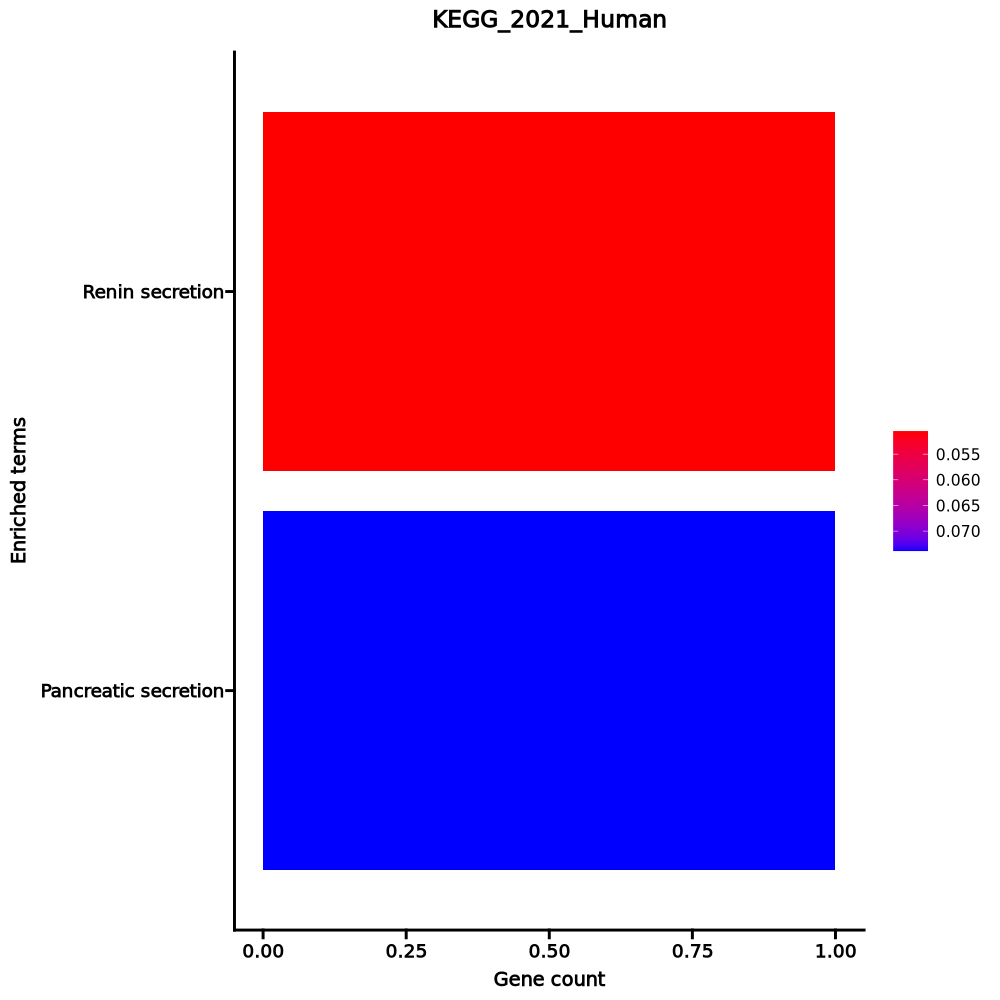 KEGG_2021_Human
Enriched terms
Renin secretion
Pancreatic secretion
0.00 0.25 0.50 0.75 1.00
Gene count
0.055
0.060
0.065
0.070